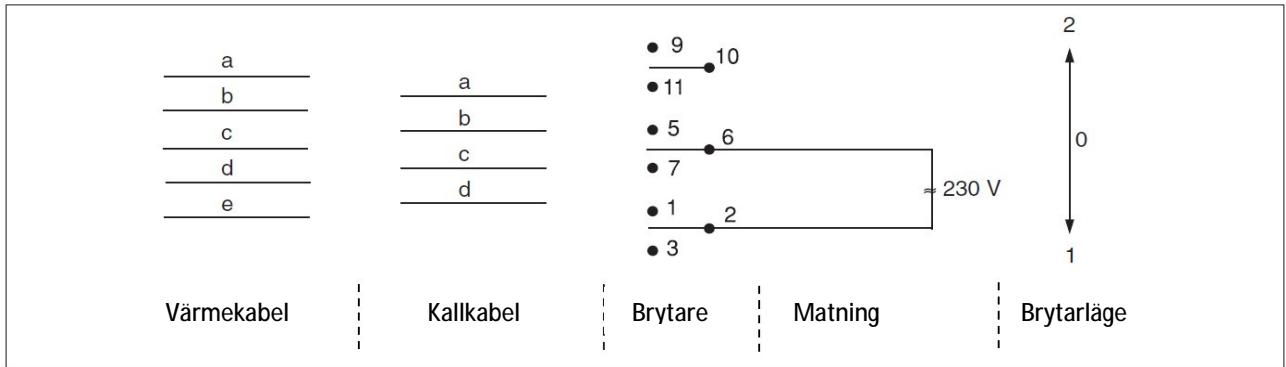 a
b
c
d
e
a
b
c
d
9
10
11
5
6
7
1
2
3
≈ 230 V
2
0
1
Värmekabel Kallkabel Brytare Matning Brytarläge